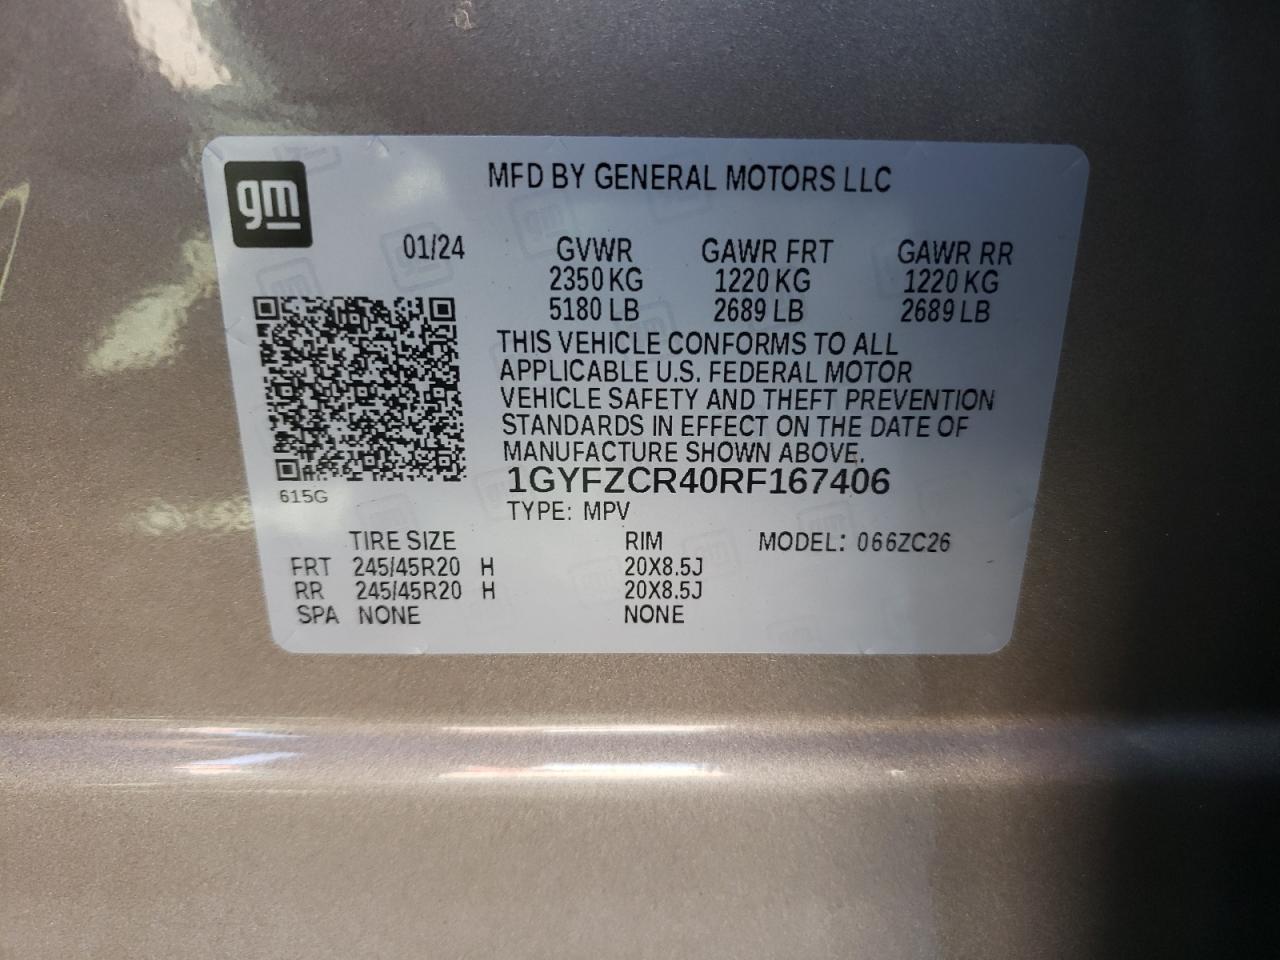 gm
MFD BY GENERAL MOTORS LLC
01/24 GVWR GAWR FRT GAWR RR
2350 KG 1220 KG 1220 KG
5180 LB 2689 LB 2689 LB
THIS VEHICLE CONFORMS TO ALL
APPLICABLE U.S. FEDERAL MOTOR
VEHICLE SAFETY AND THEFT PREVENTION
STANDARDS IN EFFECT ON THE DATE OF
MANUFACTURE SHOWN ABOVE.
1GYFZCR40RF167406
615G
TYPE: MPV
TIRE SIZE RIM MODEL: 066ZC26
FRT 245/45R20 H 20X8.5J
RR 245/45R20 H 20X8.5J
SPA NONE NONE